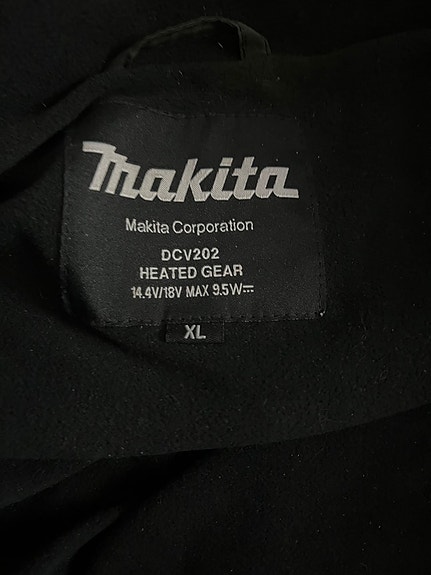 makita
Makita Corporation
DCV202
HEATED GEAR
14.4V/18V MAX 9.5W⎓
XL